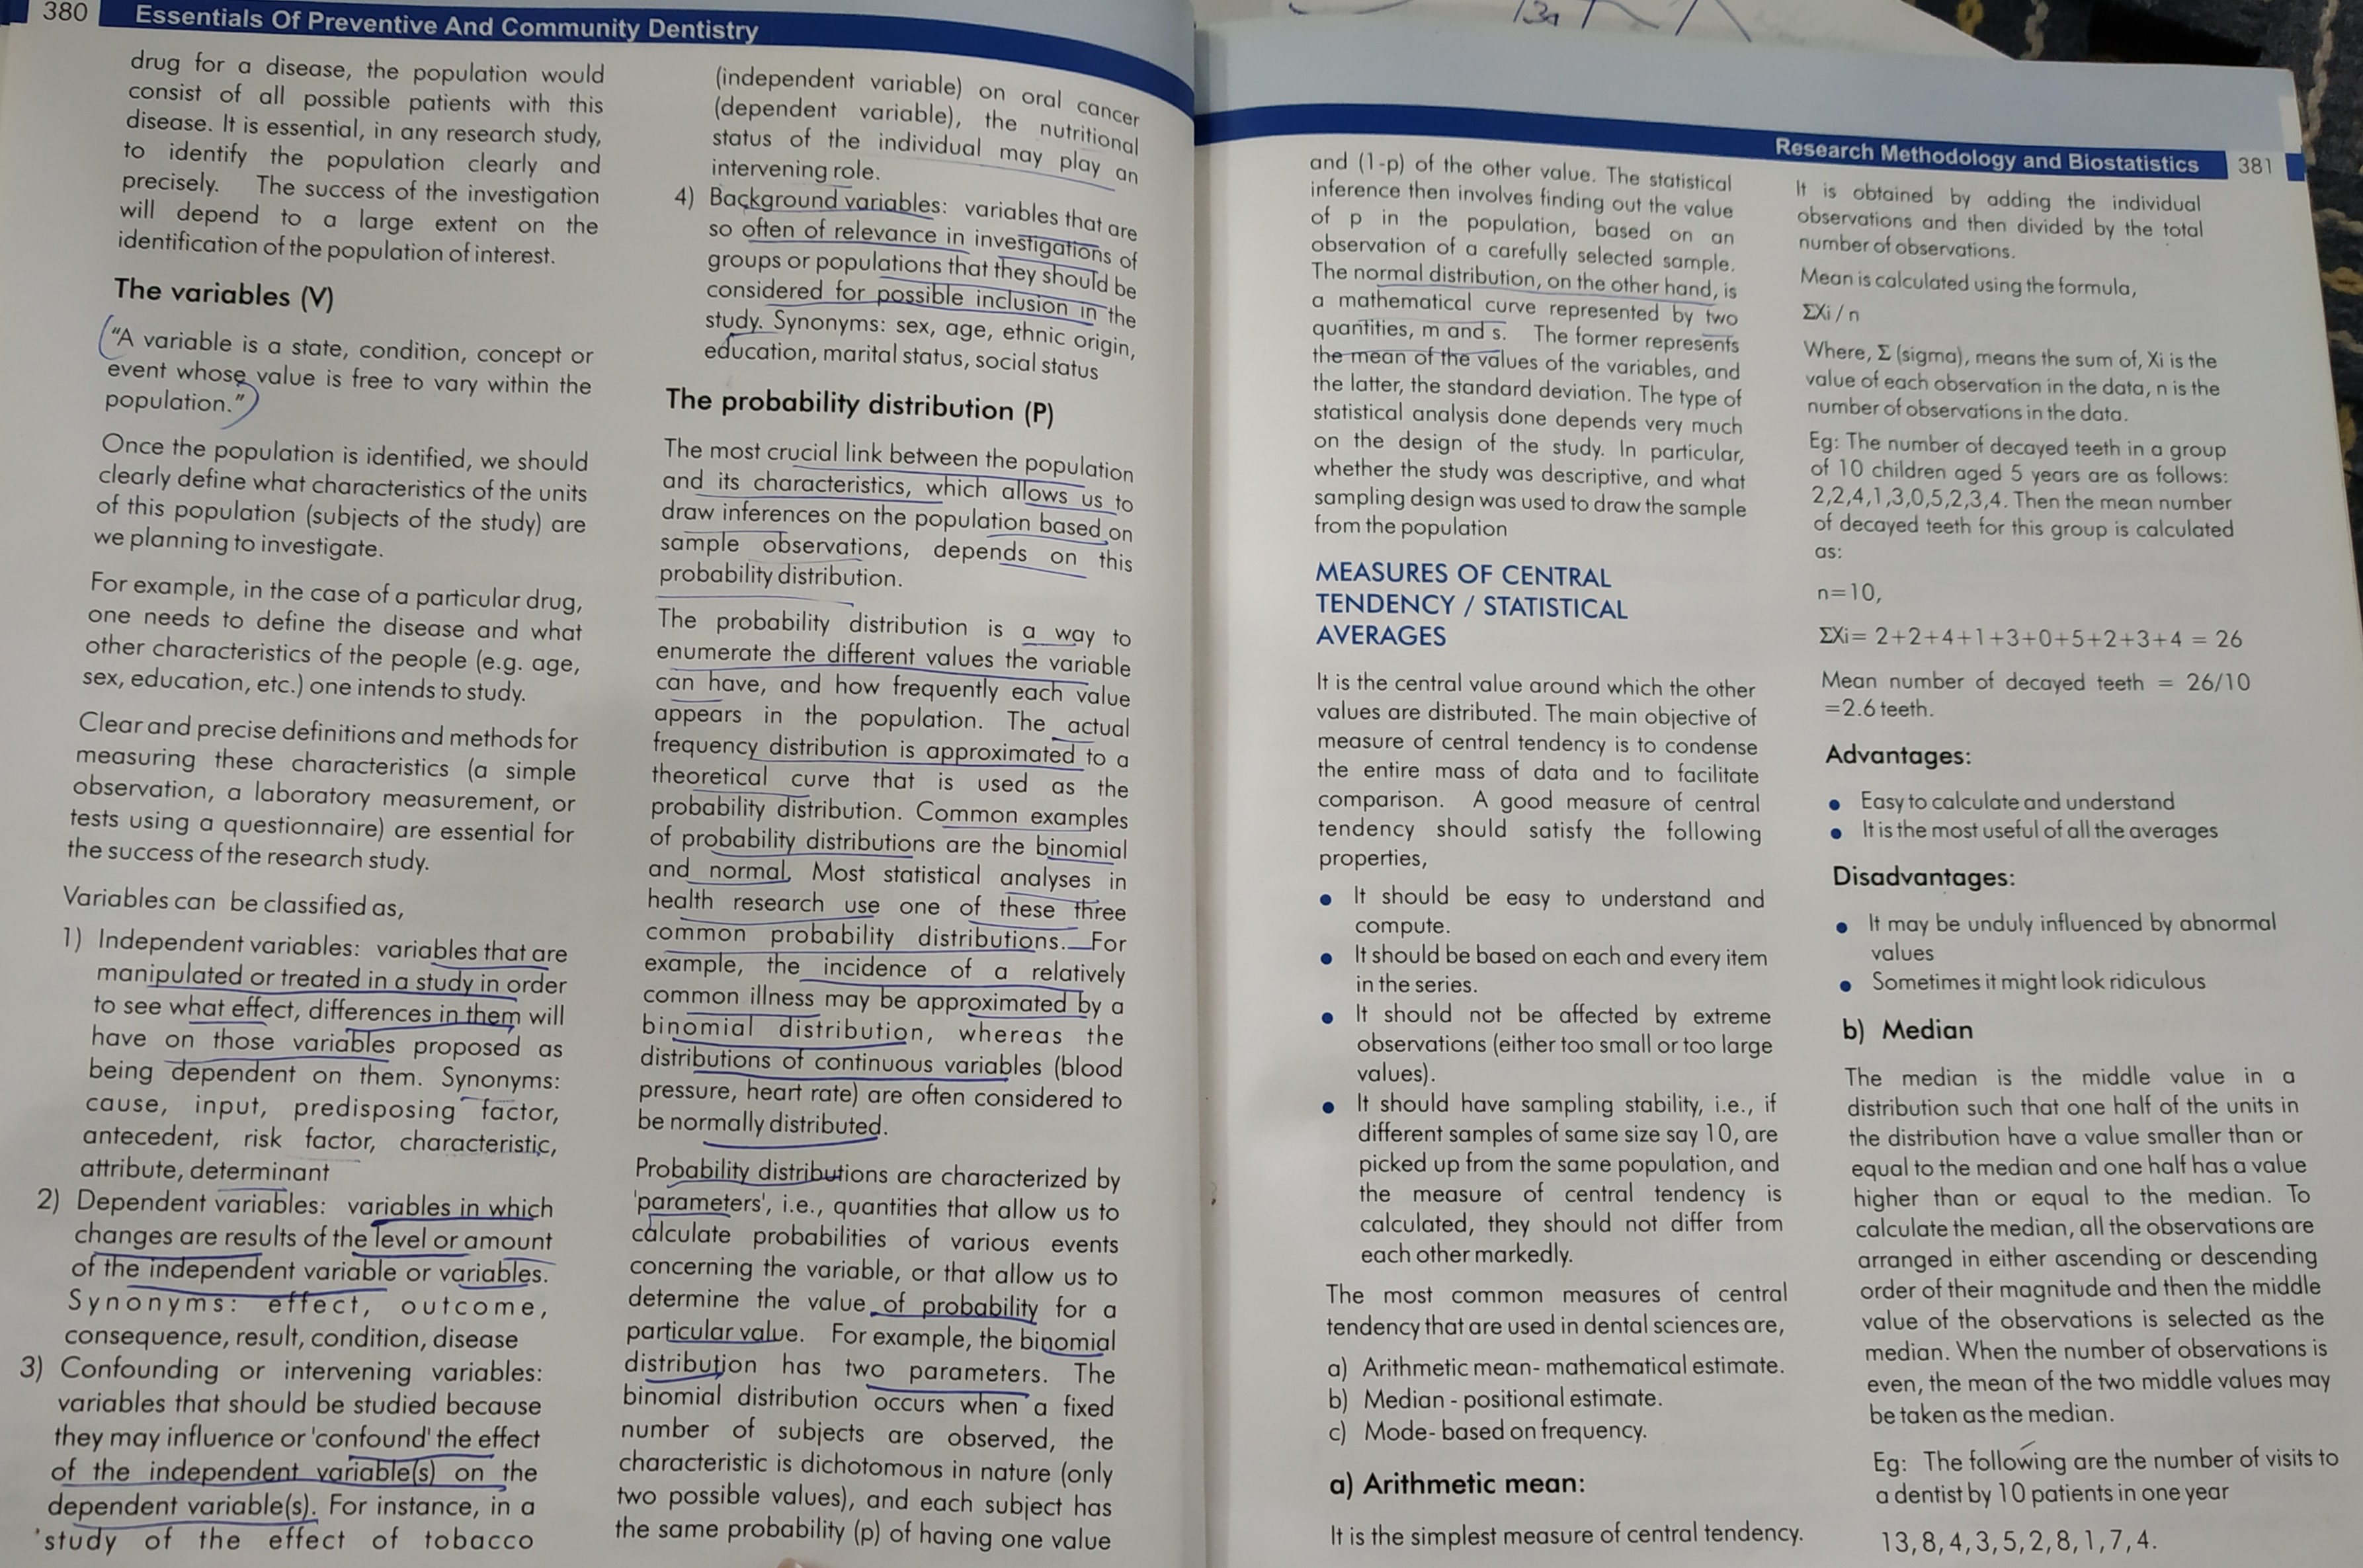 380 Essentials Of Preventive And Community Dentistry
drug for a disease, the population would
consist of all possible patients with this
disease. It is essential, in any research study,
to identify the population clearly and
precisely. The success of the investigation
will depend to a large extent on the
identification of the population of interest.
The variables (V)
"A variable is a state, condition, concept or
event whose value is free to vary within the
population."
Once the population is identified, we should
clearly define what characteristics of the units
of this population (subjects of the study) are
we planning to investigate.
For example, in the case of a particular drug,
one needs to define the disease and what
other characteristics of the people (e.g. age,
sex, education, etc.) one intends to study.
Clear and precise definitions and methods for
measuring these characteristics (a simple
observation, a laboratory measurement, or
tests using a questionnaire) are essential for
the success of the research study.
Variables can be classified as,
1) Independent variables: variables that are
manipulated or treated in a study in order
to see what effect, differences in them will
have on those variables proposed as
being dependent on them. Synonyms:
cause, input, predisposing factor,
antecedent, risk factor, characteristic,
attribute, determinant
2) Dependent variables: variables in which
changes are results of the level or amount
of the independent variable or variables.
Synonyms: effect, outcome,
consequence, result, condition, disease
3) Confounding or intervening variables:
variables that should be studied because
they may influence or 'confound' the effect
of the independent variable(s) on the
dependent variable(s). For instance, in a
study of the effect of tobacco
(independent variable) on oral cancer
(dependent variable), the nutritional
status of the individual may play an
intervening role.
4) Background variables: variables that are
so often of relevance in investigations of
groups or populations that they should be
considered for possible inclusion in the
study. Synonyms: sex, age, ethnic origin,
education, marital status, social status
The probability distribution (P)
The most crucial link between the population
and its characteristics, which allows us to
draw inferences on the population based on
sample observations, depends on this
probability distribution.
The probability distribution is a way to
enumerate the different values the variable
can have, and how frequently each value
appears in the population. The actual
frequency distribution is approximated to a
theoretical curve that is used as the
probability distribution. Common examples
of probability distributions are the binomial
and normal. Most statistical analyses in
health research use one of these three
common probability distributions. For
example, the incidence of a relatively
common illness may be approximated by a
binomial distribution, whereas the
distributions of continuous variables (blood
pressure, heart rate) are often considered to
be normally distributed.
Probability distributions are characterized by
'parameters', i.e., quantities that allow us to
calculate probabilities of various events
concerning the variable, or that allow us to
determine the value of probability for a
particular value. For example, the binomial
distribution has two parameters. The
binomial distribution occurs when a fixed
number of subjects are observed, the
characteristic is dichotomous in nature (only
two possible values), and each subject has
the same probability (p) of having one value
Research Methodology and Biostatistics 381
and (1-p) of the other value. The statistical
inference then involves finding out the value
of p in the population, based on an
observation of a carefully selected sample.
The normal distribution, on the other hand, is
a mathematical curve represented by two
quantities, m and s. The former represents
the mean of the values of the variables, and
the latter, the standard deviation. The type of
statistical analysis done depends very much
on the design of the study. In particular,
whether the study was descriptive, and what
sampling design was used to draw the sample
from the population
MEASURES OF CENTRAL
TENDENCY / STATISTICAL
AVERAGES
It is the central value around which the other
values are distributed. The main objective of
measure of central tendency is to condense
the entire mass of data and to facilitate
comparison. A good measure of central
tendency should satisfy the following
properties,
• It should be easy to understand and
compute.
• It should be based on each and every item
in the series.
• It should not be affected by extreme
observations (either too small or too large
values).
• It should have sampling stability, i.e., if
different samples of same size say 10, are
picked up from the same population, and
the measure of central tendency is
calculated, they should not differ from
each other markedly.
The most common measures of central
tendency that are used in dental sciences are,
a) Arithmetic mean- mathematical estimate.
b) Median - positional estimate.
c) Mode- based on frequency.
a) Arithmetic mean:
It is the simplest measure of central tendency.
It is obtained by adding the individual
observations and then divided by the total
number of observations.
Mean is calculated using the formula,
ΣXi / n
Where, Σ (sigma), means the sum of, Xi is the
value of each observation in the data, n is the
number of observations in the data.
Eg: The number of decayed teeth in a group
of 10 children aged 5 years are as follows:
2,2,4,1,3,0,5,2,3,4. Then the mean number
of decayed teeth for this group is calculated
as:
n=10,
ΣXi= 2+2+4+1+3+0+5+2+3+4 = 26
Mean number of decayed teeth = 26/10
=2.6 teeth.
Advantages:
• Easy to calculate and understand
• It is the most useful of all the averages
Disadvantages:
• It may be unduly influenced by abnormal
values
• Sometimes it might look ridiculous
b) Median
The median is the middle value in a
distribution such that one half of the units in
the distribution have a value smaller than or
equal to the median and one half has a value
higher than or equal to the median. To
calculate the median, all the observations are
arranged in either ascending or descending
order of their magnitude and then the middle
value of the observations is selected as the
median. When the number of observations is
even, the mean of the two middle values may
be taken as the median.
Eg: The following are the number of visits to
a dentist by 10 patients in one year
13,8,4,3,5,2,8,1,7,4.